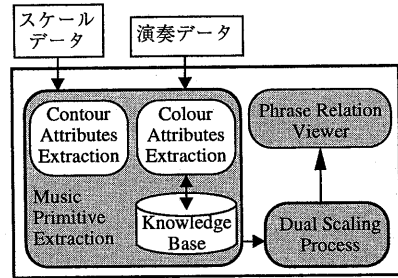 スケール
データ
演奏データ
Contour
Attributes
Extraction
Colour
Attributes
Extraction
Music
Primitive
Extraction
Knowledge
Base
Phrase Relation
Viewer
Dual Scaling
Process